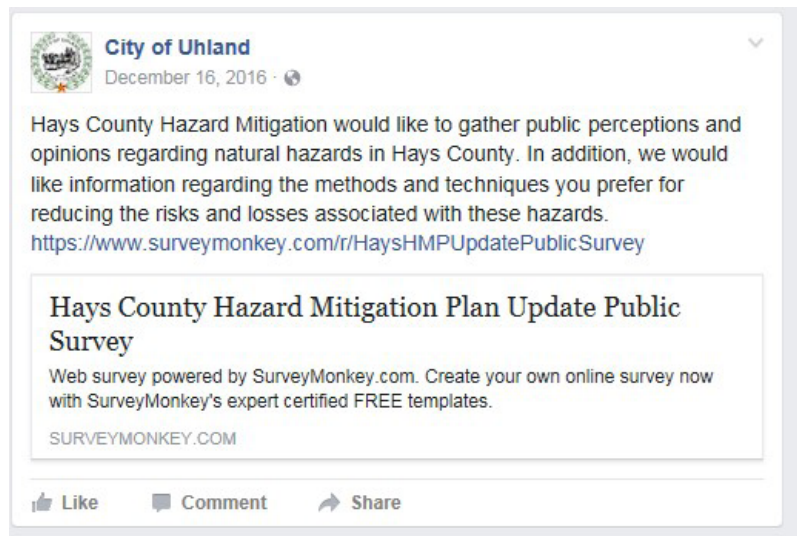 City of Uhland
December 16, 2016 ·
Hays County Hazard Mitigation would like to gather public perceptions and
opinions regarding natural hazards in Hays County. In addition, we would
like information regarding the methods and techniques you prefer for
reducing the risks and losses associated with these hazards.
https://www.surveymonkey.com/r/HaysHMPUpdatePublicSurvey
Hays County Hazard Mitigation Plan Update Public
Survey
Web survey powered by SurveyMonkey.com. Create your own online survey now
with SurveyMonkey's expert certified FREE templates.
SURVEYMONKEY.COM
Like Comment Share